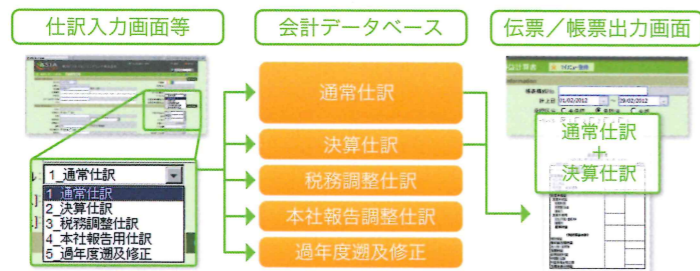 仕訳入力画面等
会計データベース
伝票／帳票出力画面
1_通常仕訳
1_通常仕訳
2_決算仕訳
3_税務調整仕訳
4_本社報告用仕訳
5_過年度遡及修正
通常仕訳
決算仕訳
税務調整仕訳
本社報告調整仕訳
過年度遡及修正
計上日 01/02/2012 ～ 29/02/2012
通常仕訳
+
決算仕訳